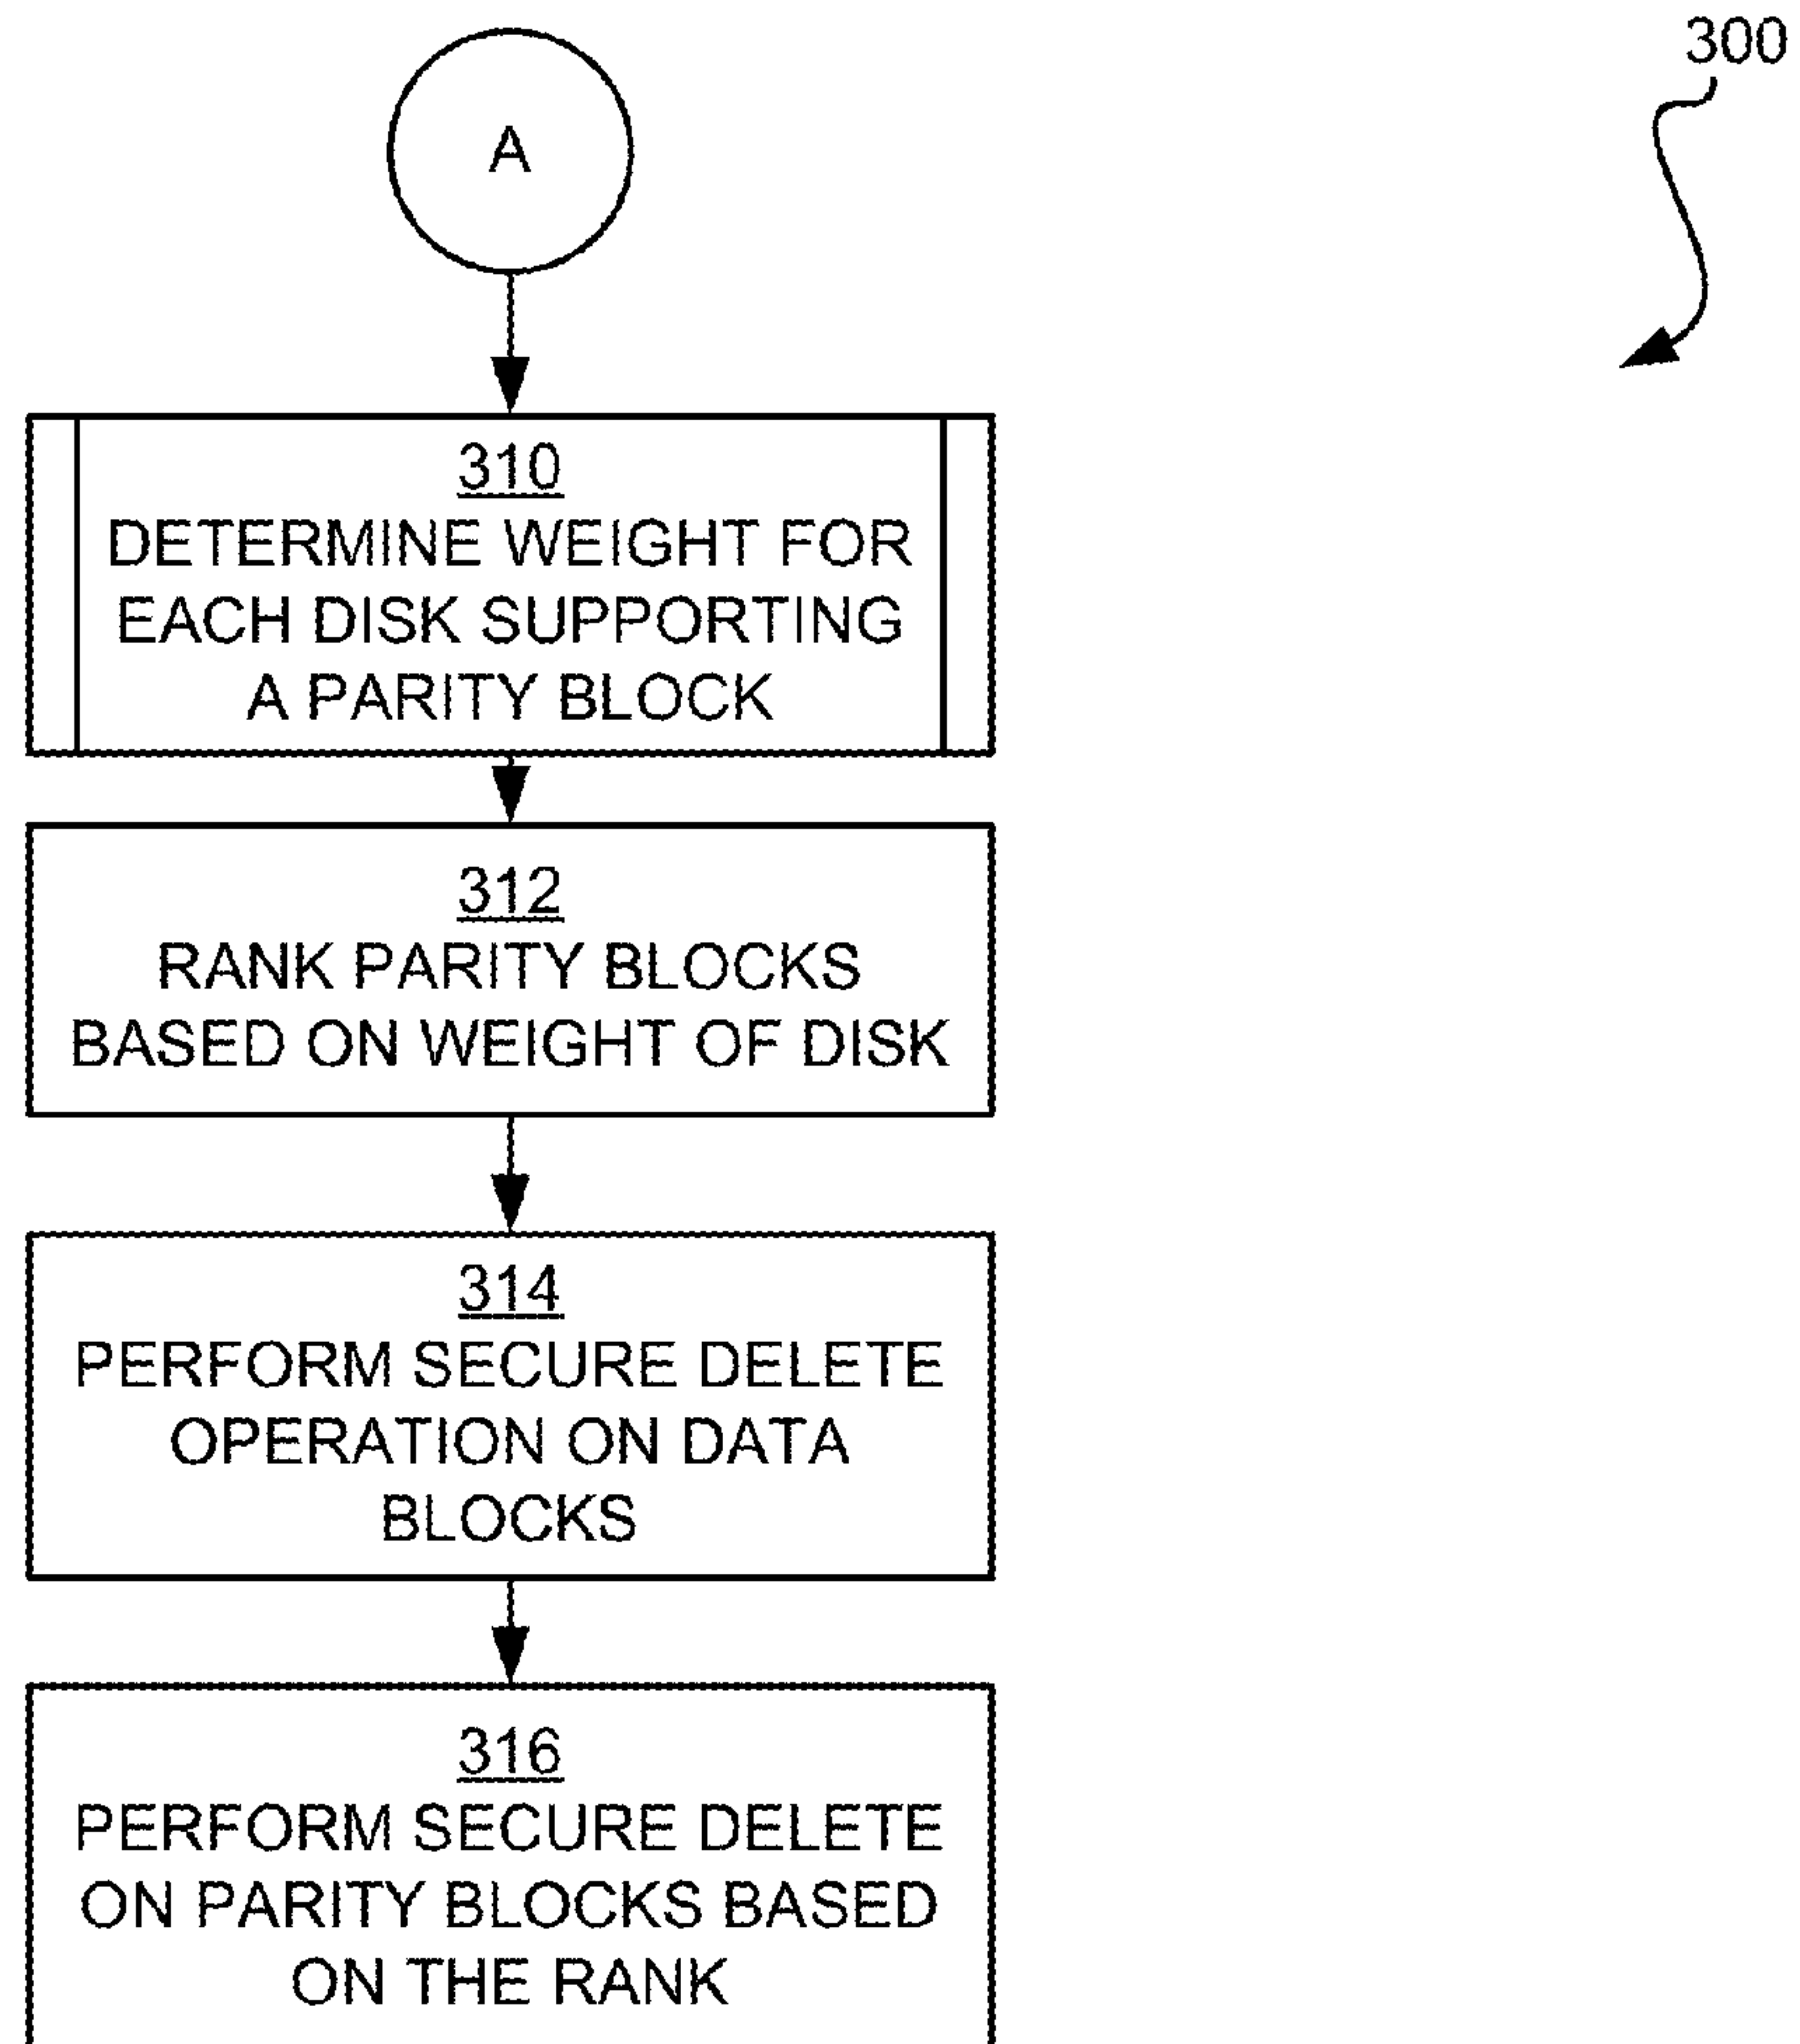 300
A
310
DETERMINE WEIGHT FOR
EACH DISK SUPPORTING
A PARITY BLOCK
312
RANK PARITY BLOCKS
BASED ON WEIGHT OF DISK
314
PERFORM SECURE DELETE
OPERATION ON DATA
BLOCKS
316
PERFORM SECURE DELETE
ON PARITY BLOCKS BASED
ON THE RANK